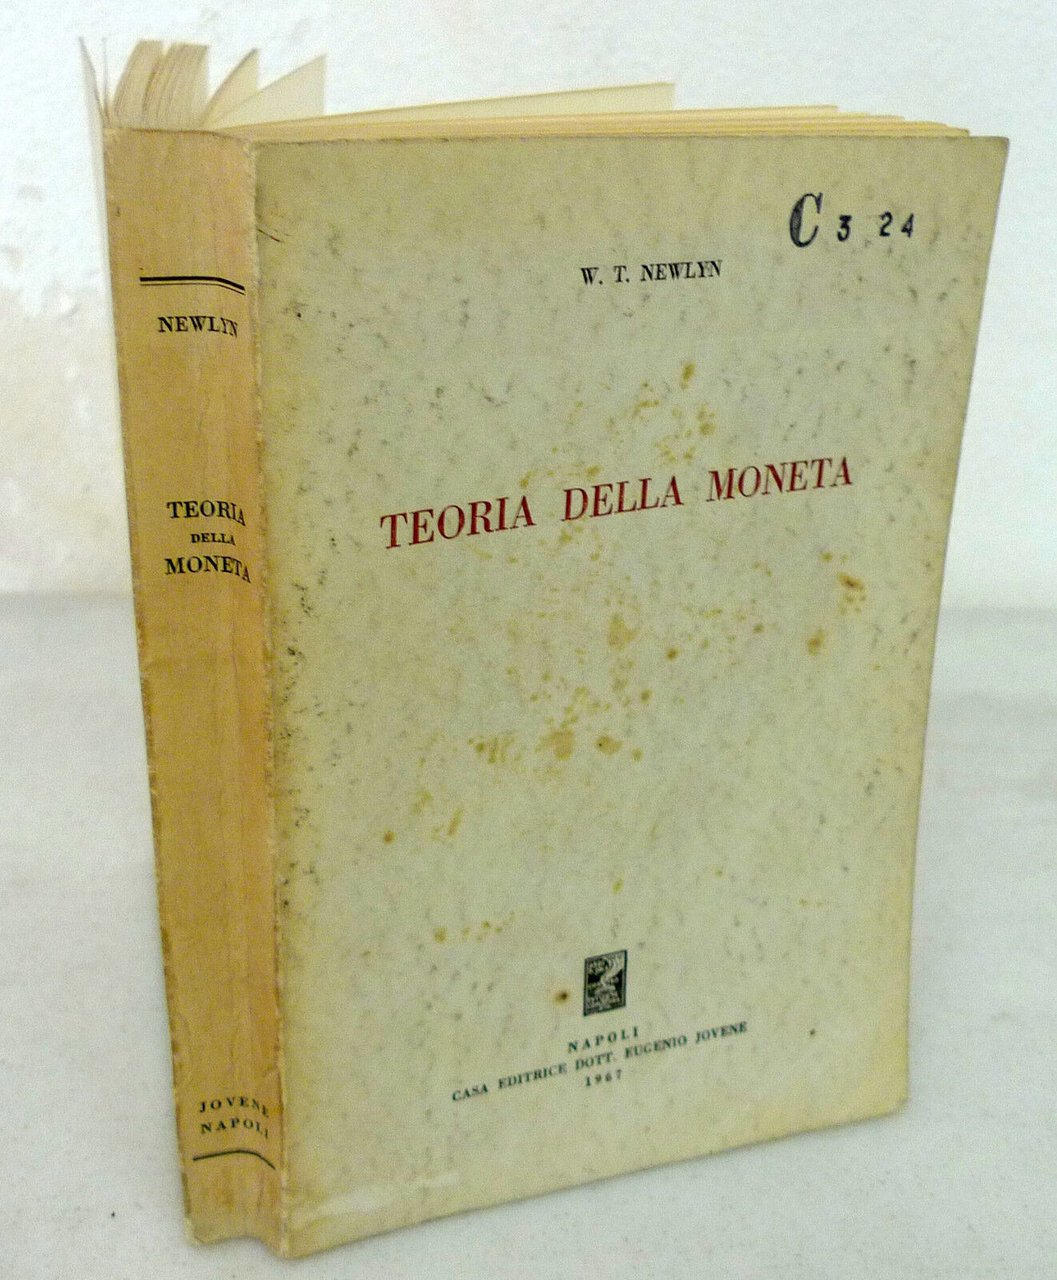 NEWLYN
TEORIA
DELLA
MONETA
JOVENE
NAPOLI
C 3 24
W. T. NEWLYN
TEORIA DELLA MONETA
NAPOLI
CASA EDITRICE DOTT. EUGENIO JOVENE
1967